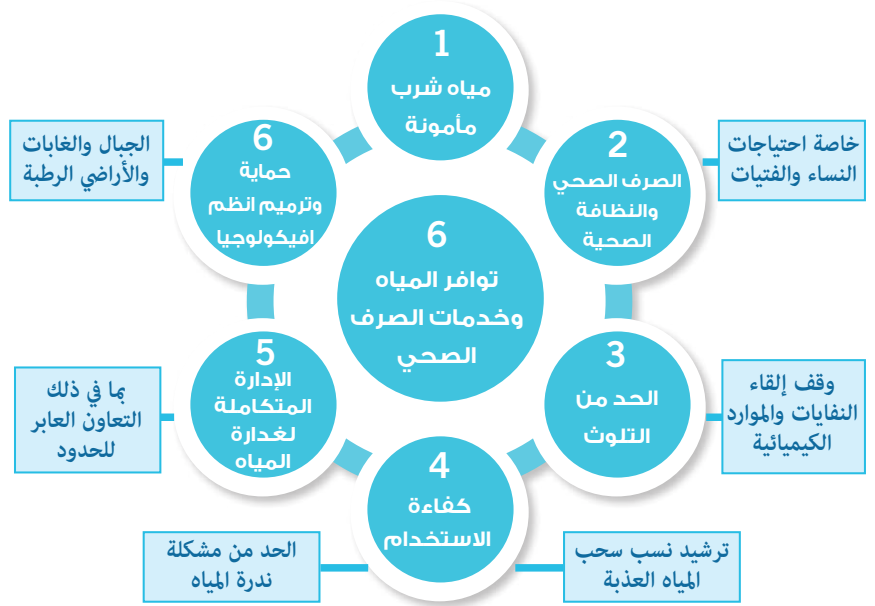 1
مياه شرب
مأمونة
2
الصرف الصحي
والنظافة
الصحية
خاصة احتياجات
النساء والفتيات
3
الحد من
التلوث
وقف إلقاء
النفايات والموارد
الكيميائية
4
كفاءة
الاستخدام
ترشيد نسب سحب
المياه العذبة
الحد من مشكلة
ندرة المياه
5
الإدارة
المتكاملة
لغدارة
المياه
بما في ذلك
التعاون العابر
للحدود
6
حماية
وترميم انظم
افيكولوجيا
الجبال والغابات
والأراضي الرطبة
6
توافر المياه
وخدمات الصرف
الصحي